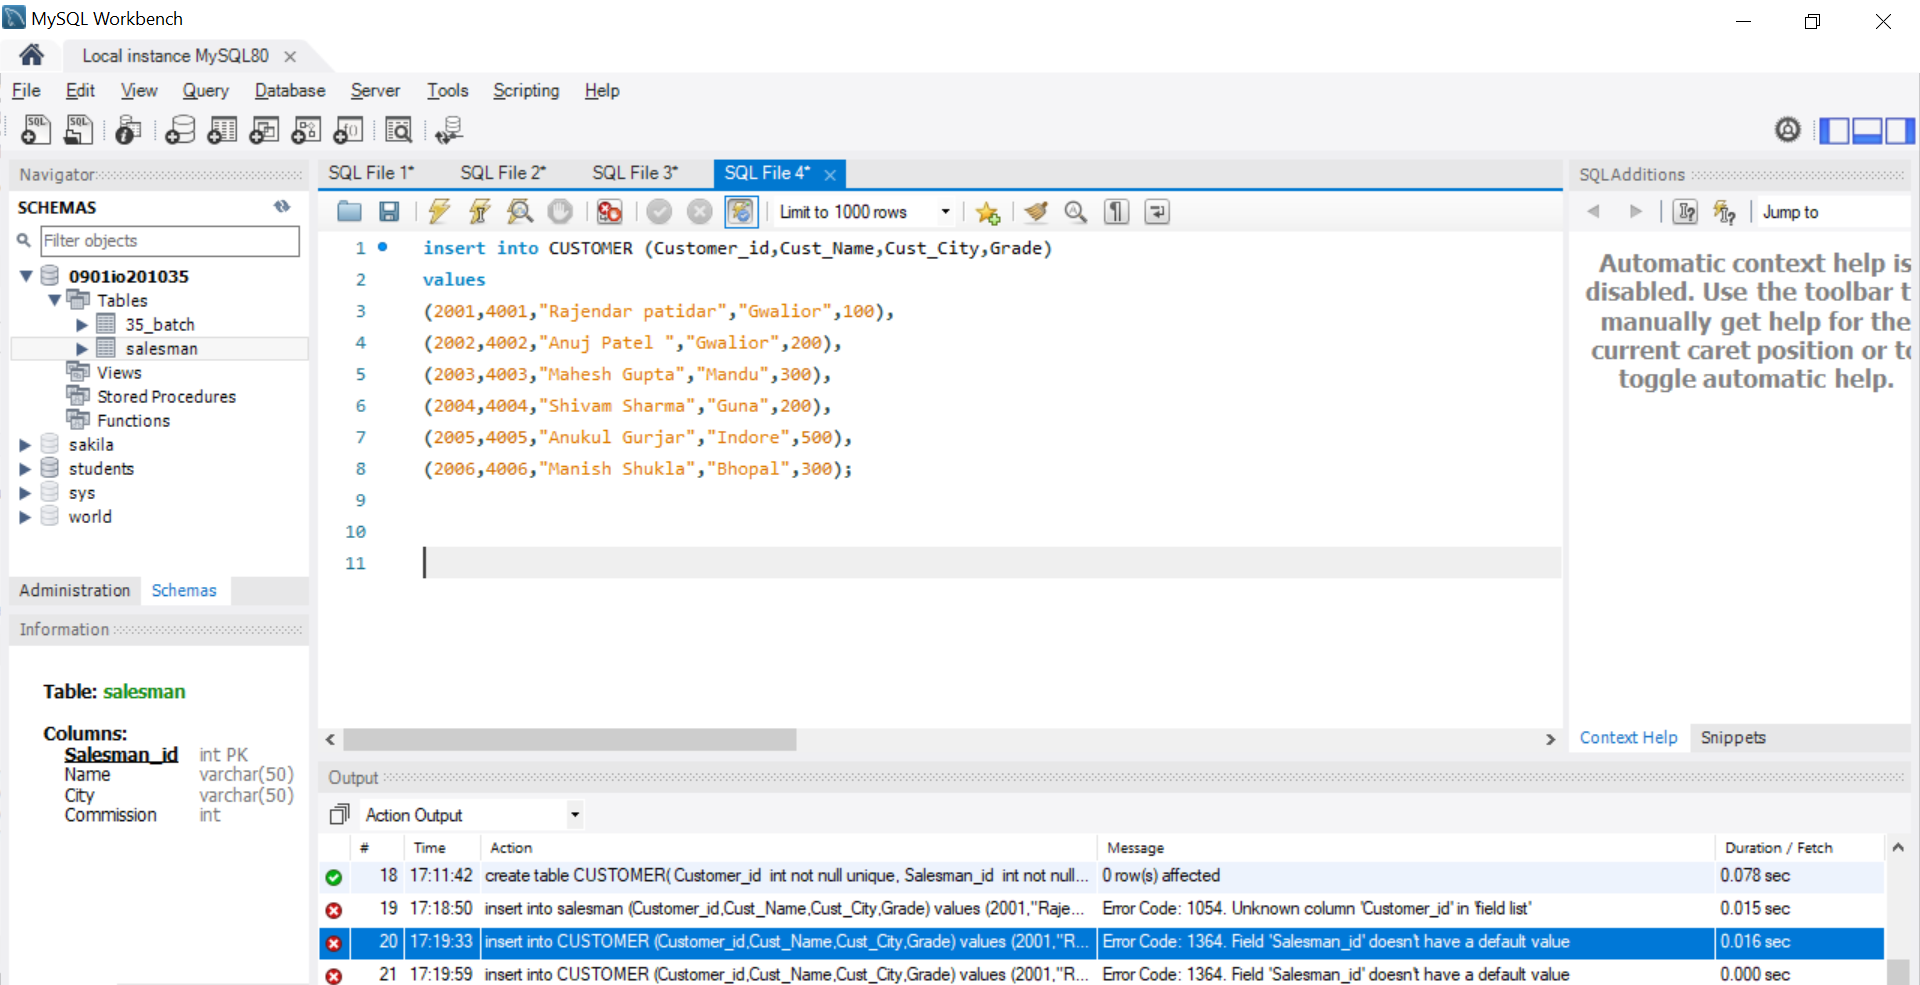 MySQL Workbench
Local instance MySQL80
File Edit View Query Database Server Tools Scripting Help
Navigator
SCHEMAS
Filter objects
0901io201035
Tables
35_batch
salesman
Views
Stored Procedures
Functions
sakila
students
sys
world
Administration Schemas
Information
Table: salesman
Columns:
Salesman_id int PK
Name varchar(50)
City varchar(50)
Commission int
SQL File 1* SQL File 2* SQL File 3* SQL File 4*
Limit to 1000 rows
1 insert into CUSTOMER (Customer_id,Cust_Name,Cust_City,Grade)
2 values
3 (2001,4001,"Rajendar patidar","Gwalior",100),
4 (2002,4002,"Anuj Patel ","Gwalior",200),
5 (2003,4003,"Mahesh Gupta","Mandu",300),
6 (2004,4004,"Shivam Sharma","Guna",200),
7 (2005,4005,"Anukul Gurjar","Indore",500),
8 (2006,4006,"Manish Shukla","Bhopal",300);
9
10
11
SQLAdditions
Jump to
Automatic context help is
disabled. Use the toolbar t
manually get help for the
current caret position or to
toggle automatic help.
Context Help Snippets
Output
Action Output
# Time Action Message Duration / Fetch
18 17:11:42 create table CUSTOMER( Customer_id int not null unique, Salesman_id int not null... 0 row(s) affected 0.078 sec
19 17:18:50 insert into salesman (Customer_id,Cust_Name,Cust_City,Grade) values (2001,"Raje... Error Code: 1054. Unknown column 'Customer_id' in 'field list' 0.015 sec
20 17:19:33 insert into CUSTOMER (Customer_id,Cust_Name,Cust_City,Grade) values (2001,"R... Error Code: 1364. Field 'Salesman_id' doesn't have a default value 0.016 sec
21 17:19:59 insert into CUSTOMER (Customer_id,Cust_Name,Cust_City,Grade) values (2001,"R... Error Code: 1364. Field 'Salesman_id' doesn't have a default value 0.000 sec